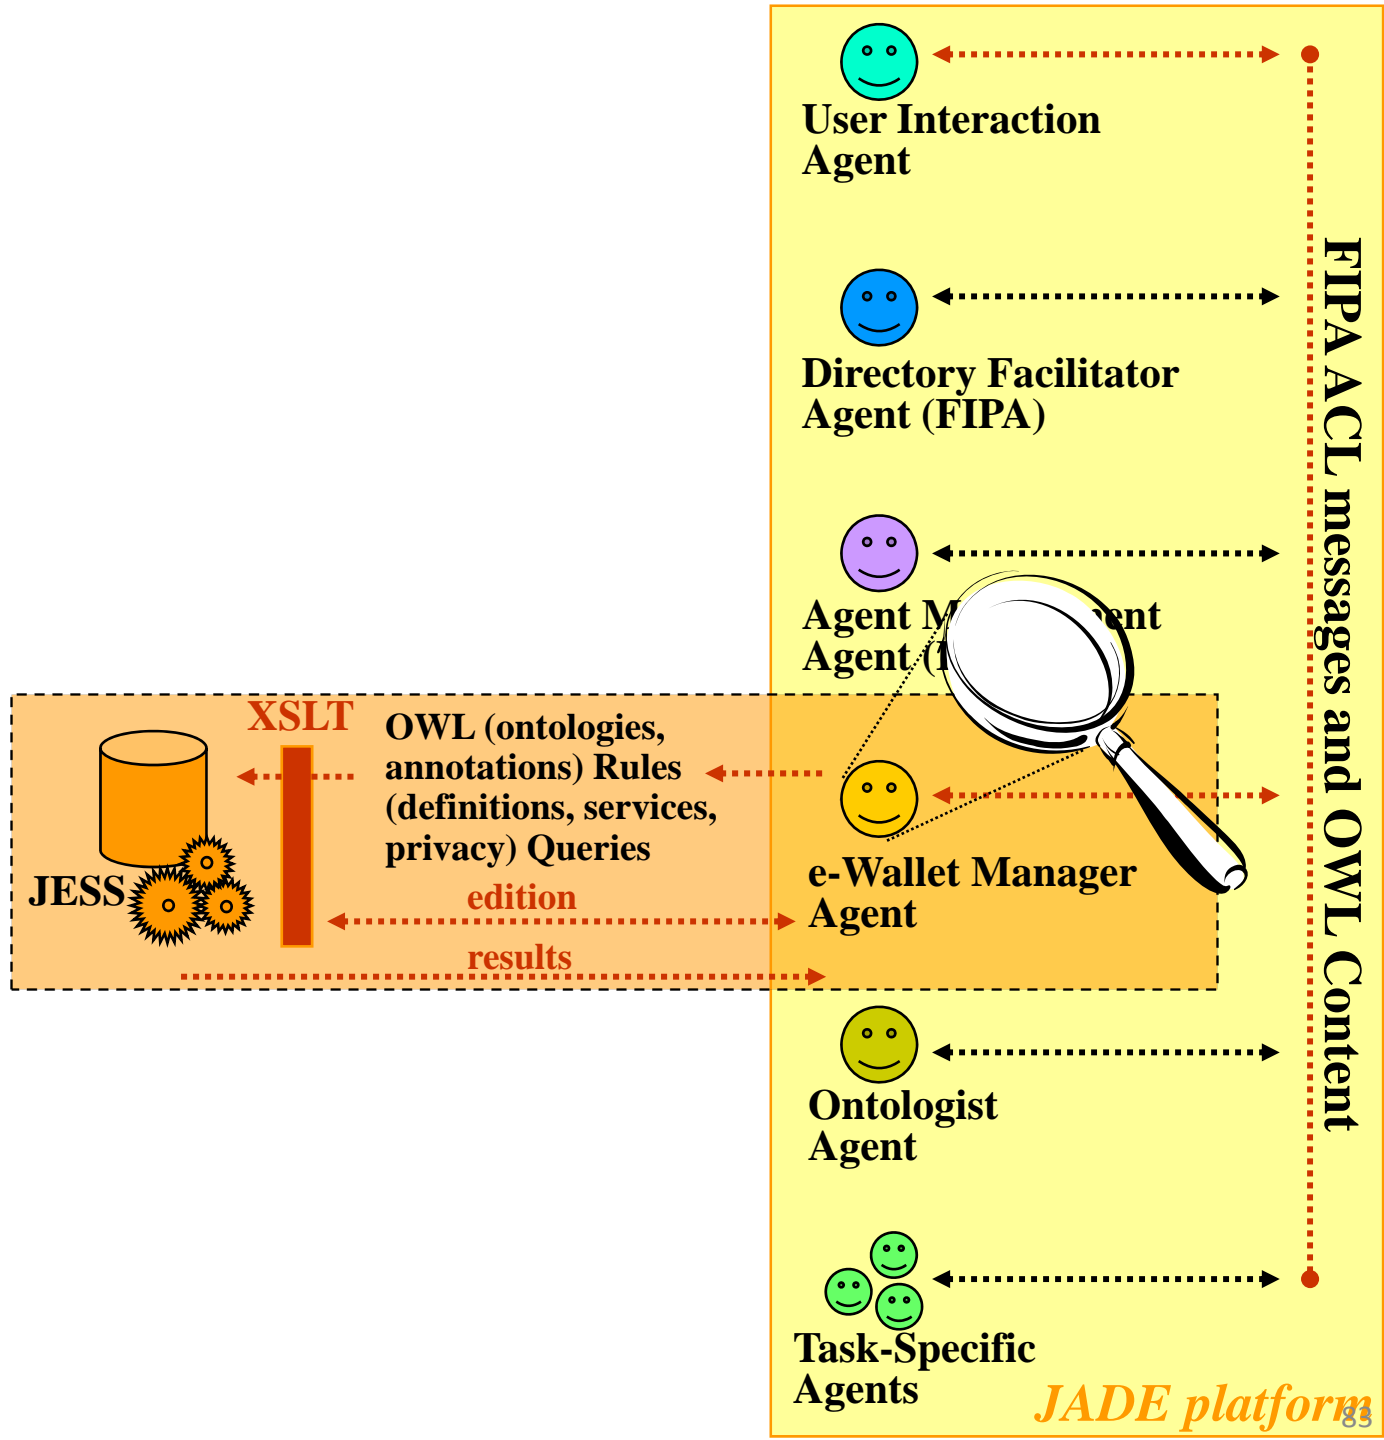 User Interaction
Agent
Directory Facilitator
Agent (FIPA)
Agent
Agent
XSLT
OWL (ontologies,
annotations) Rules
(definitions, services,
privacy) Queries
JESS
edition
results
e-Wallet Manager
Agent
Ontologist
Agent
Task-Specific
Agents
FIPA ACL messages and OWL Content
JADE platform
83